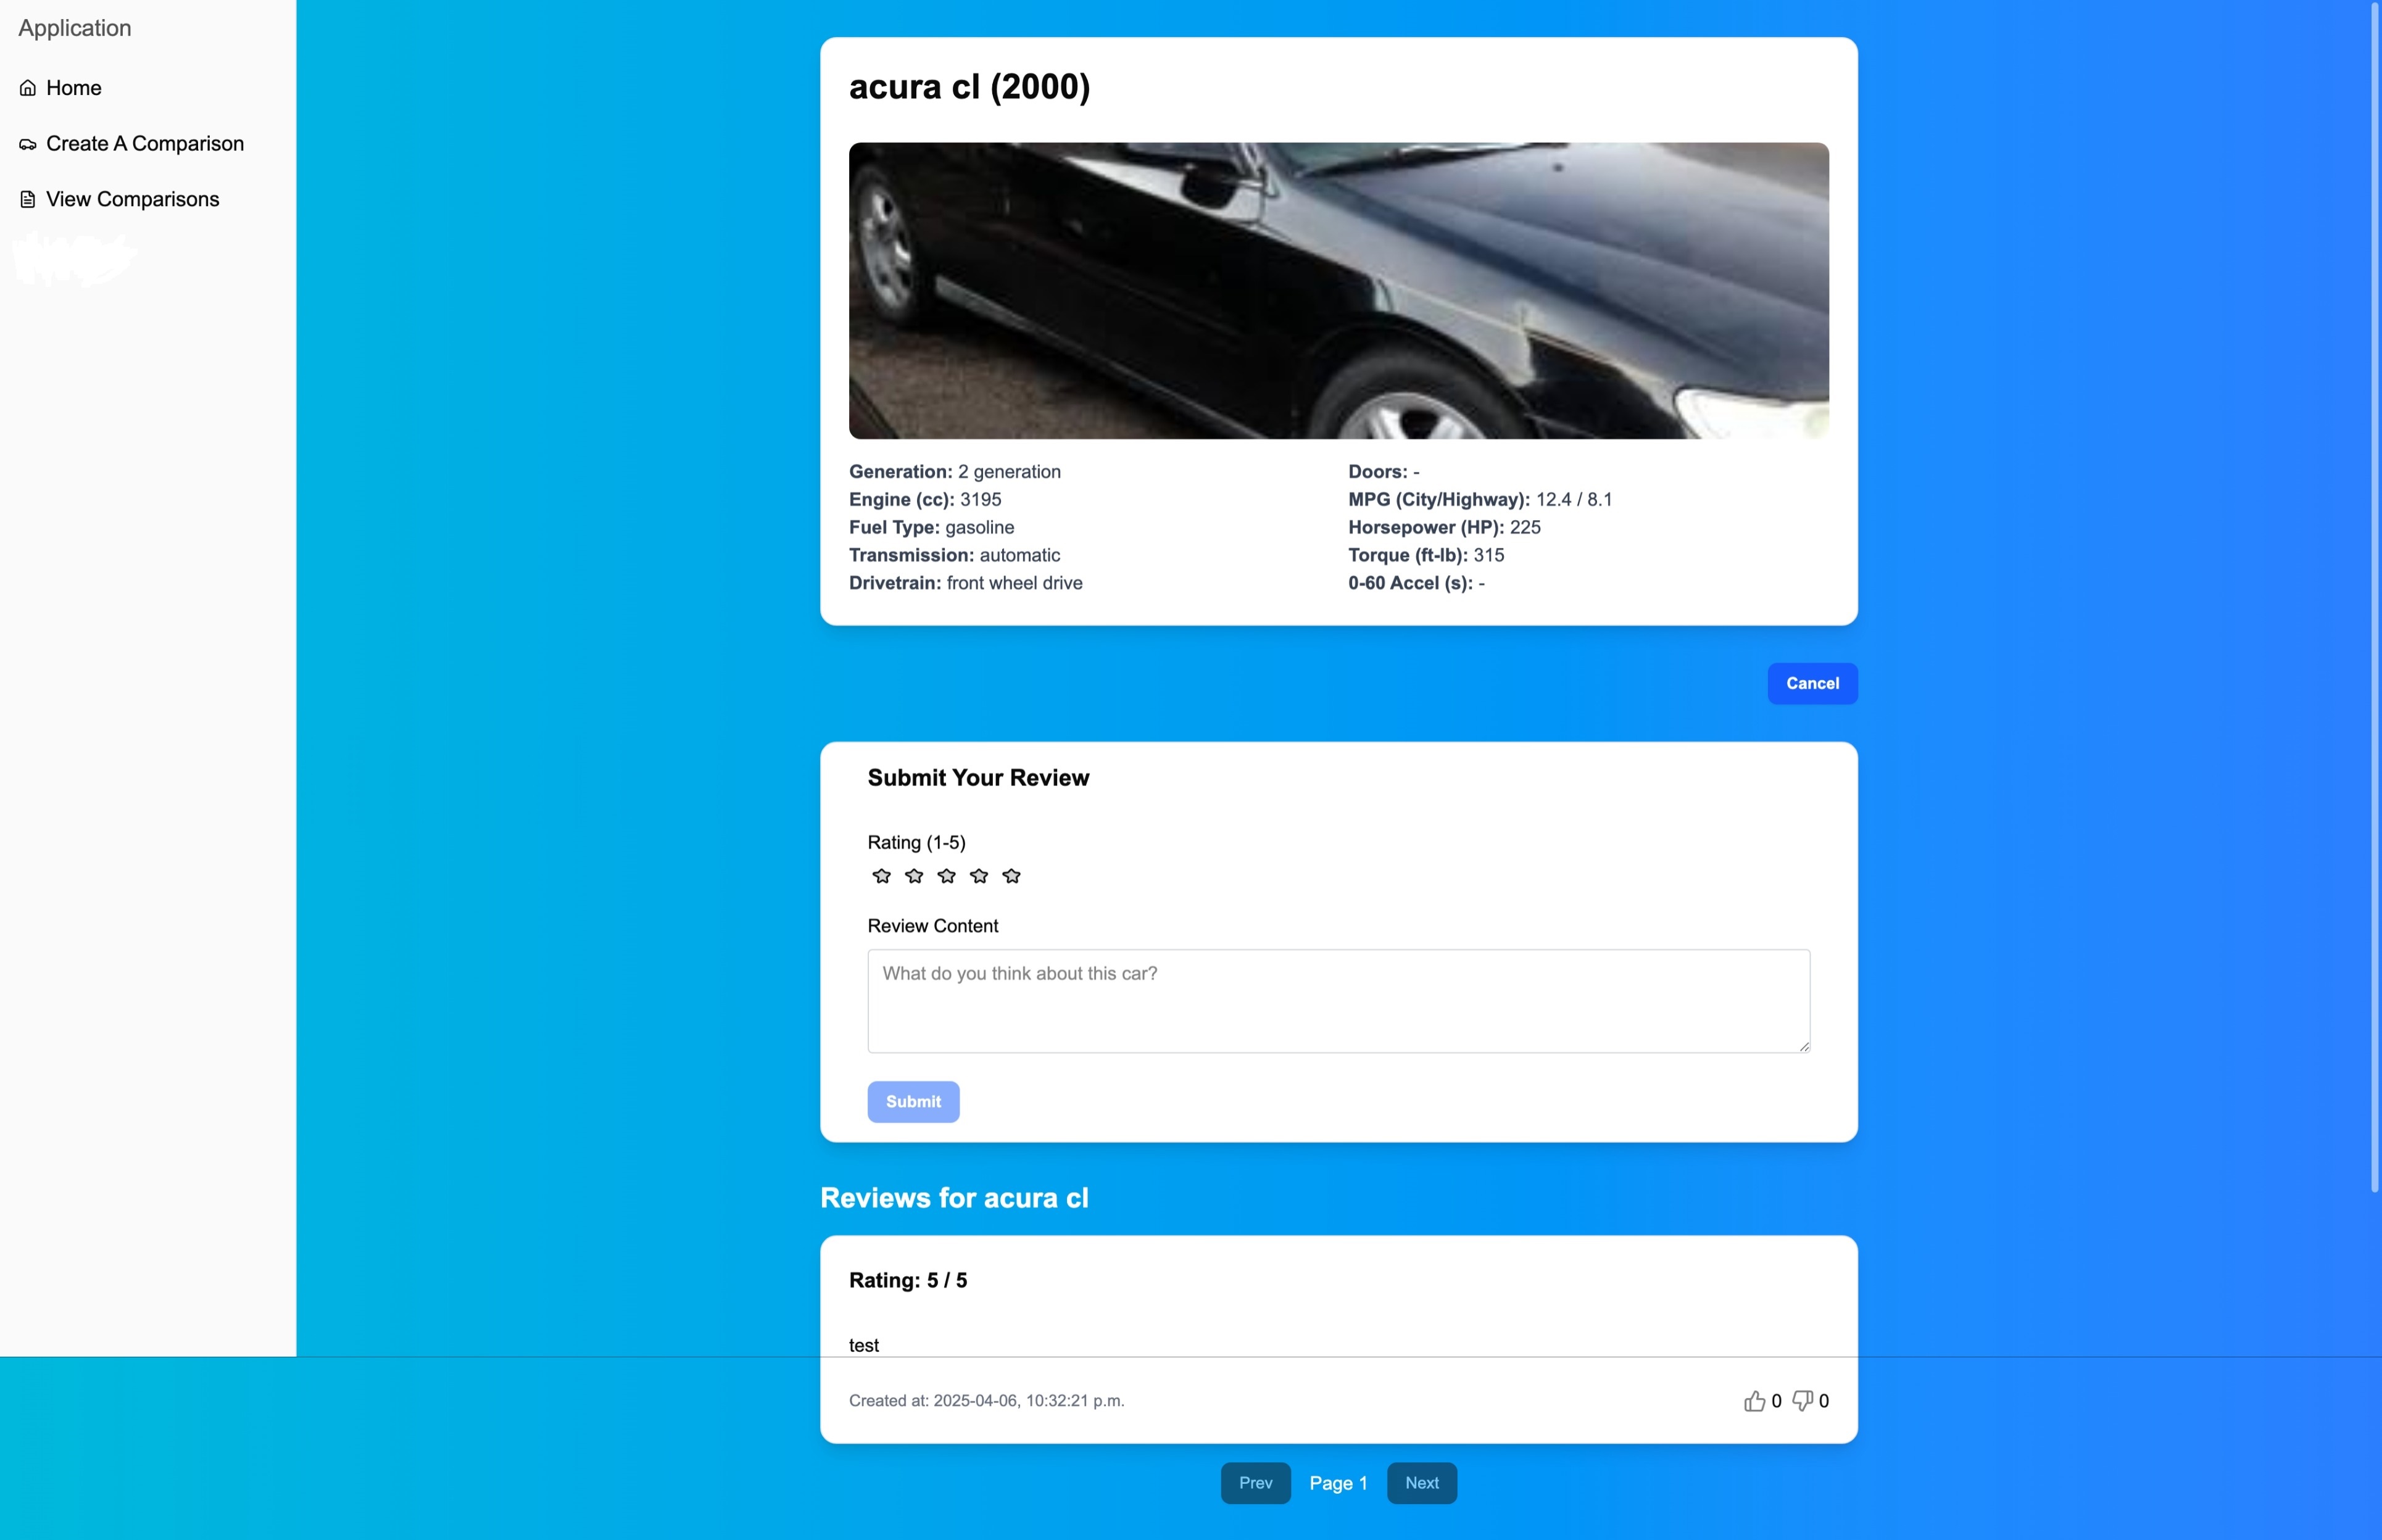 Application
Home
Create A Comparison
View Comparisons
acura cl (2000)
Generation: 2 generation
Engine (cc): 3195
Fuel Type: gasoline
Transmission: automatic
Drivetrain: front wheel drive
Doors: -
MPG (City/Highway): 12.4 / 8.1
Horsepower (HP): 225
Torque (ft-lb): 315
0-60 Accel (s): -
Cancel
Submit Your Review
Rating (1-5)
Review Content
What do you think about this car?
Submit
Reviews for acura cl
Rating: 5 / 5
test
Created at: 2025-04-06, 10:32:21 p.m.
0 0
Prev Page 1 Next